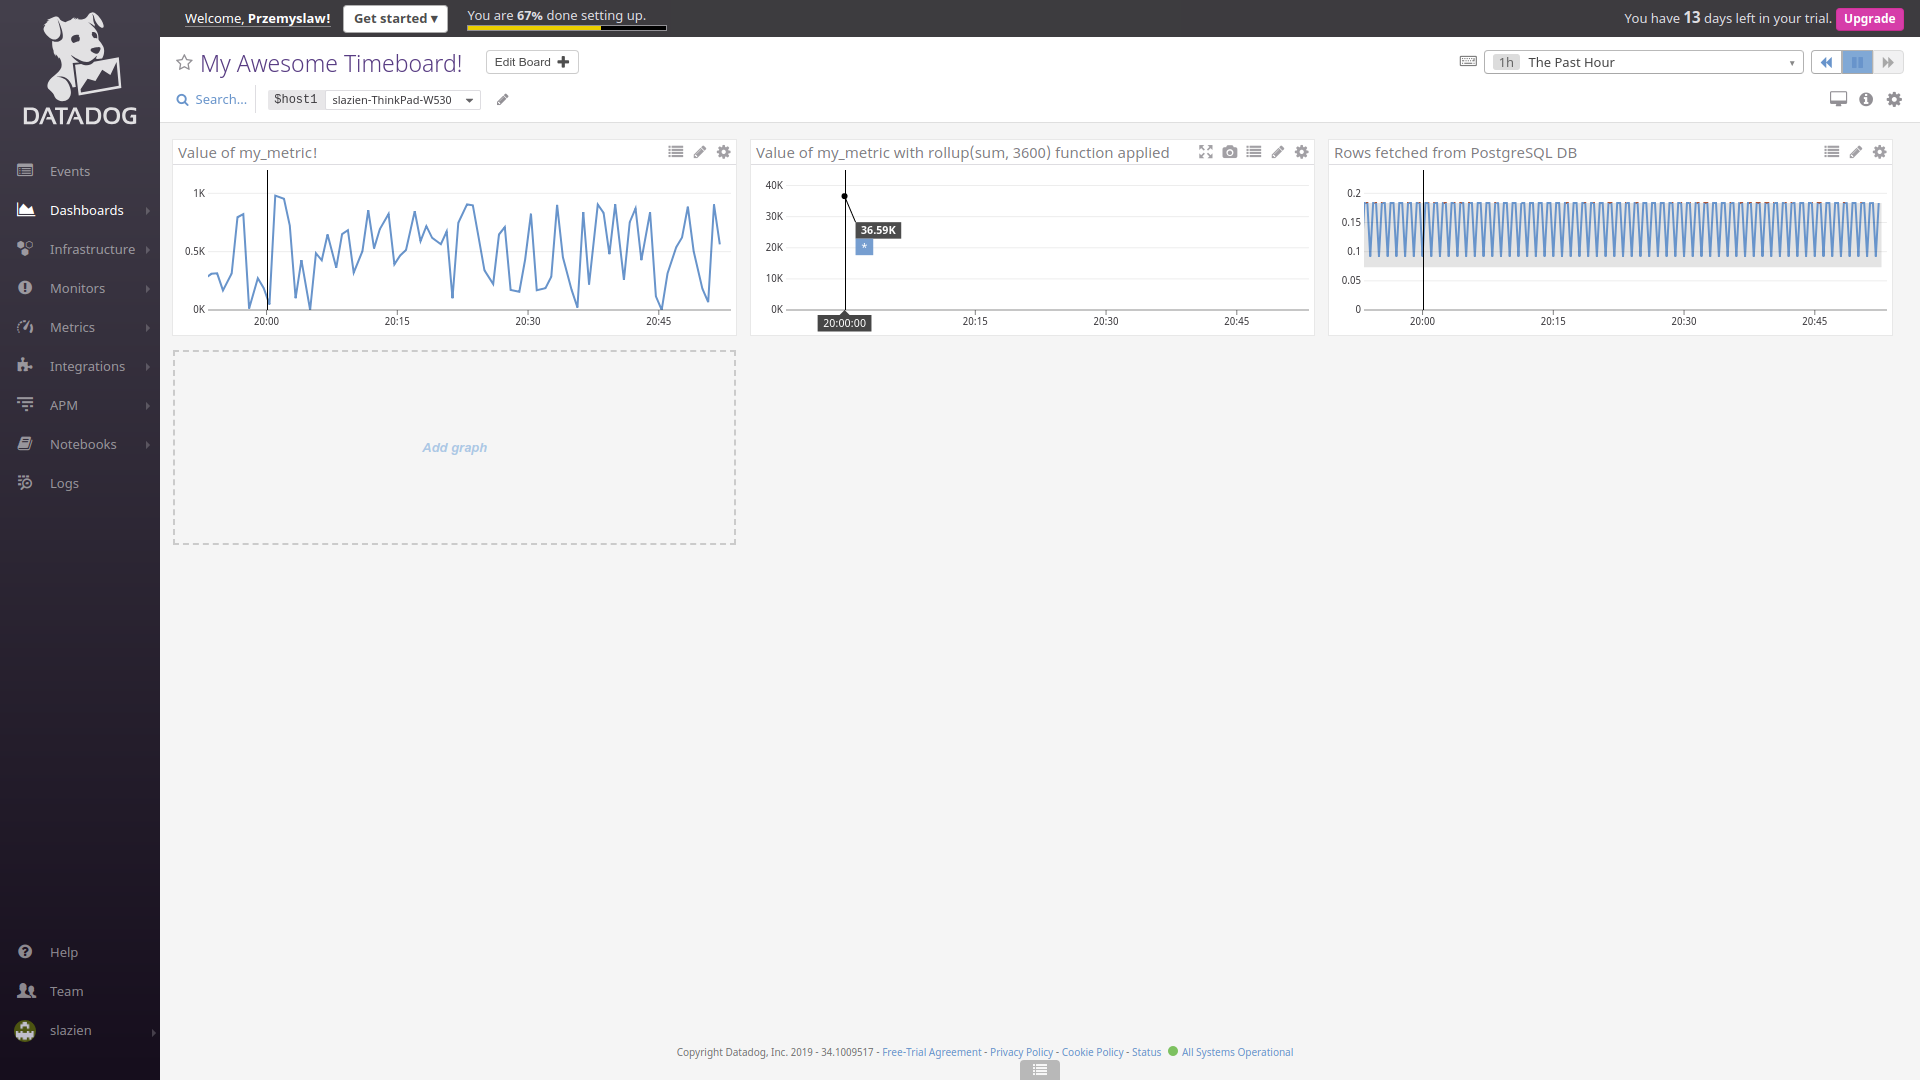 DATADOG
Events
Dashboards
Infrastructure
Monitors
Metrics
Integrations
APM
Notebooks
Logs
Help
Team
slazien
Welcome, Przemyslaw!
Get started ▾
You are 67% done setting up.
You have 13 days left in your trial. Upgrade
My Awesome Timeboard!
Edit Board
1h The Past Hour
Search...
$host1 slazien-ThinkPad-W530
Value of my_metric!
1K
0.5K
0K
20:00 20:15 20:30 20:45
Value of my_metric with rollup(sum, 3600) function applied
40K
30K
20K
10K
0K
36.59K
*
20:00:00 20:15 20:30 20:45
Rows fetched from PostgreSQL DB
0.2
0.15
0.1
0.05
0
20:00 20:15 20:30 20:45
Add graph
Copyright Datadog, Inc. 2019 - 34.1009517 - Free-Trial Agreement - Privacy Policy - Cookie Policy - Status All Systems Operational